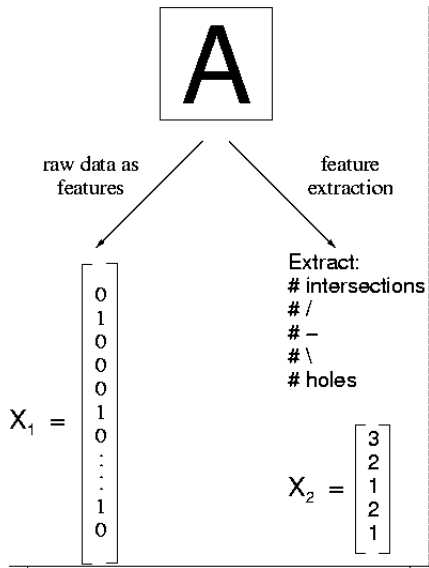 A
raw data as
features
feature
extraction
0
1
0
0
0
1
0
:
:
1
0
X₁ =
Extract:
# intersections
# /
# –
# \
# holes
X₂ =
3
2
1
2
1